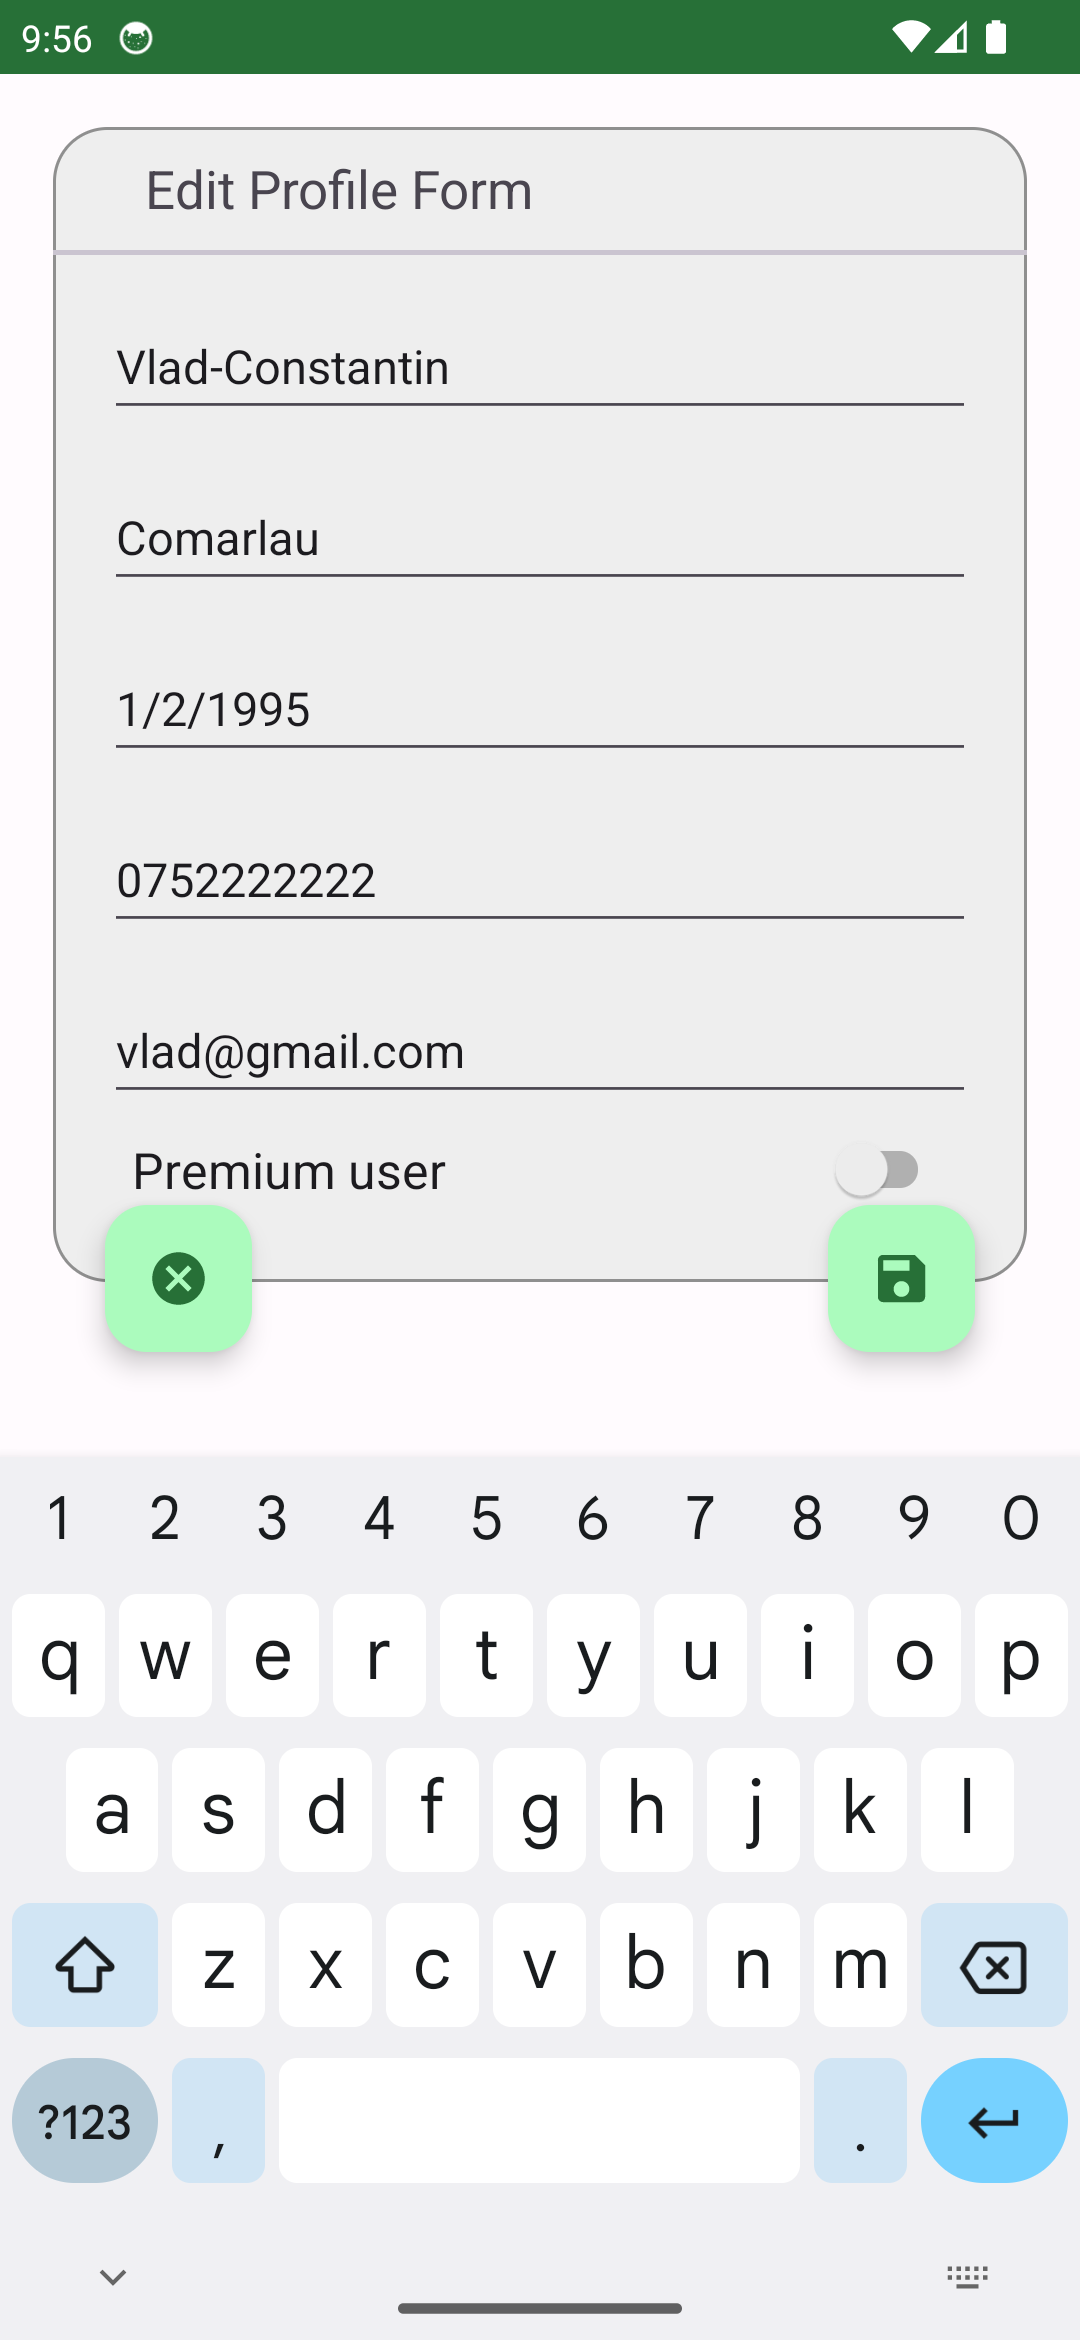 9:56
Edit Profile Form
Vlad-Constantin
Comarlau
1/2/1995
0752222222
vlad@gmail.com
Premium user
1 2 3 4 5 6 7 8 9 0
q w e r t y u i o p
a s d f g h j k l
z x c v b n m
?123 , .